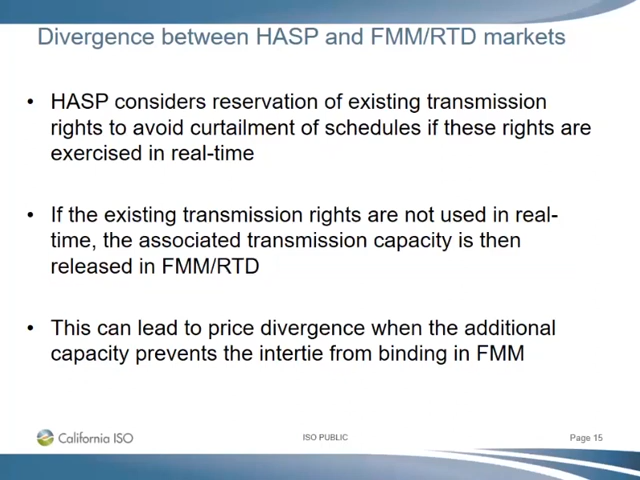 Divergence between HASP and FMM/RTD markets
• HASP considers reservation of existing transmission
rights to avoid curtailment of schedules if these rights are
exercised in real-time
• If the existing transmission rights are not used in real-
time, the associated transmission capacity is then
released in FMM/RTD
• This can lead to price divergence when the additional
capacity prevents the intertie from binding in FMM
California ISO
ISO PUBLIC
Page 15